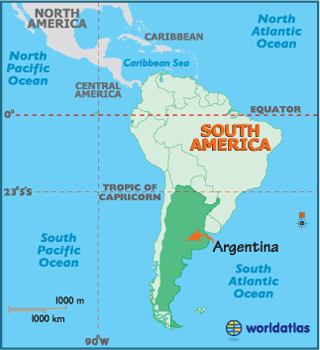 NORTH
AMERICA
North
Pacific
Ocean
North
Atlantic
Ocean
CARIBBEAN
Caribbean Sea
CENTRAL
AMERICA
EQUATOR
0°
SOUTH
AMERICA
23°5'S
TROPIC OF
CAPRICORN
South
Pacific
Ocean
Argentina
South
Atlantic
Ocean
1000 m
1000 km
90°W
worldatlas